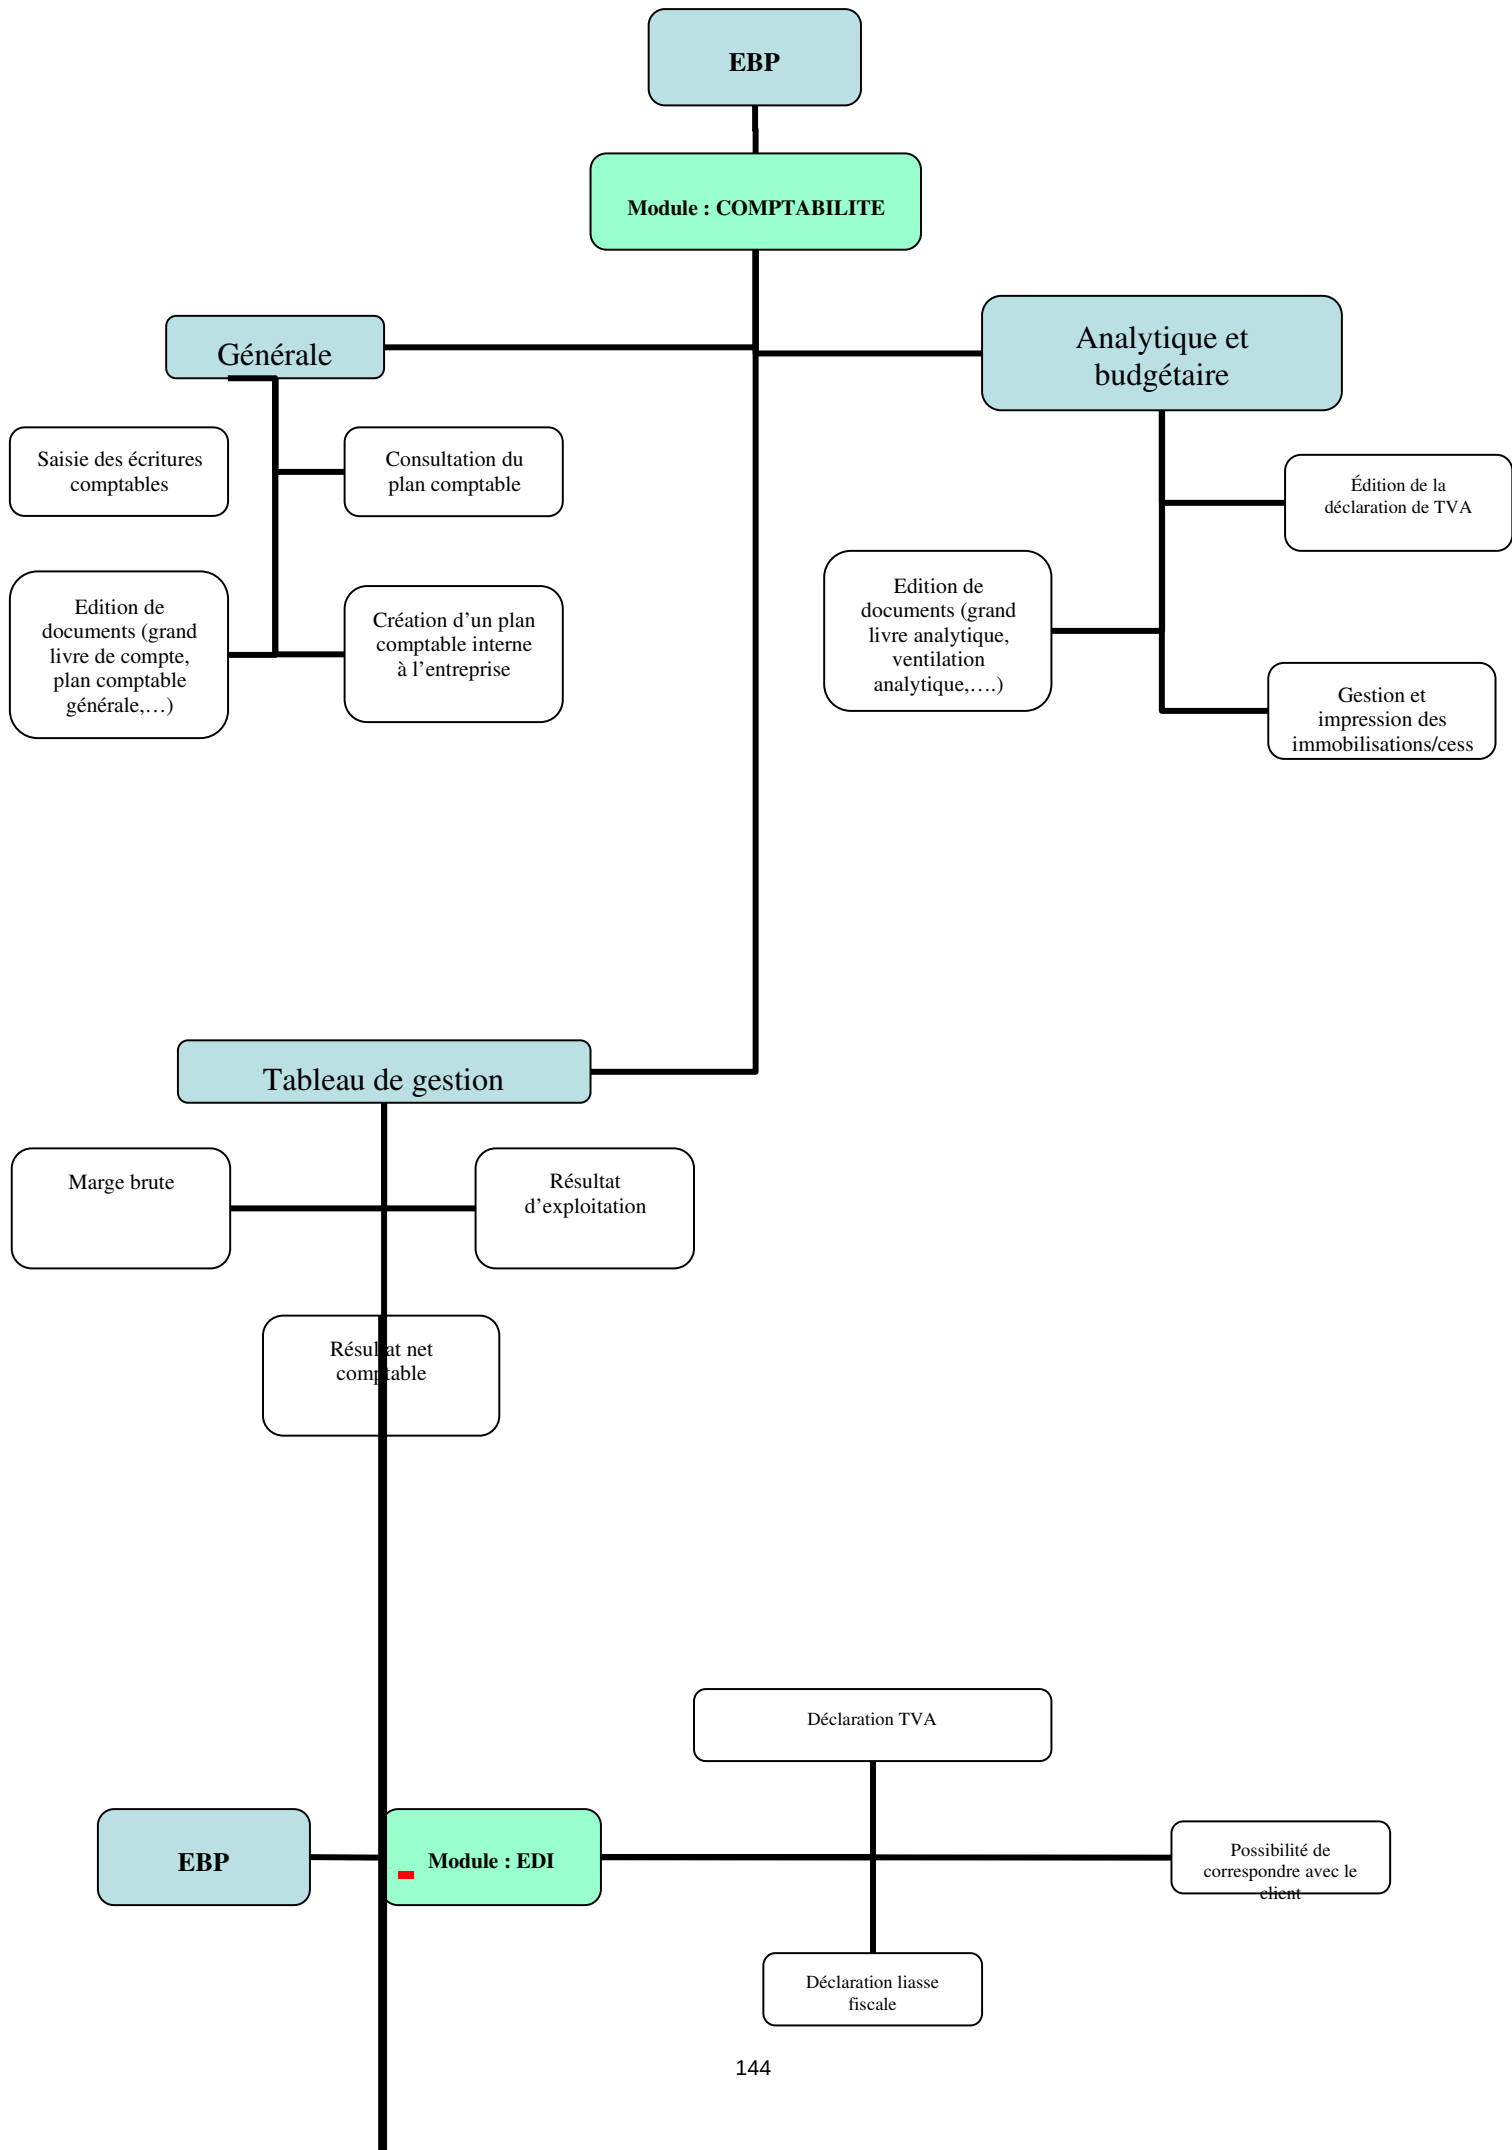 EBP
Module : COMPTABILITE
Générale
Analytique et
budgétaire
Saisie des écritures
comptables
Consultation du
plan comptable
Édition de la
déclaration de TVA
Edition de
documents (grand
livre de compte,
plan comptable
générale,…)
Création d’un plan
comptable interne
à l’entreprise
Edition de
documents (grand
livre analytique,
ventilation
analytique,….)
Gestion et
impression des
immobilisations/cess
Tableau de gestion
Marge brute
Résultat
d’exploitation
Résultat net
comptable
Déclaration TVA
EBP
Module : EDI
Possibilité de
correspondre avec le
client
Déclaration liasse
fiscale
144